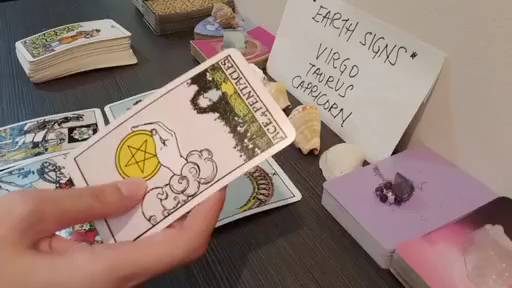 *EARTH SIGNS*
VIRGO
TAURUS
CAPRICORN
ACE of PENTACLES